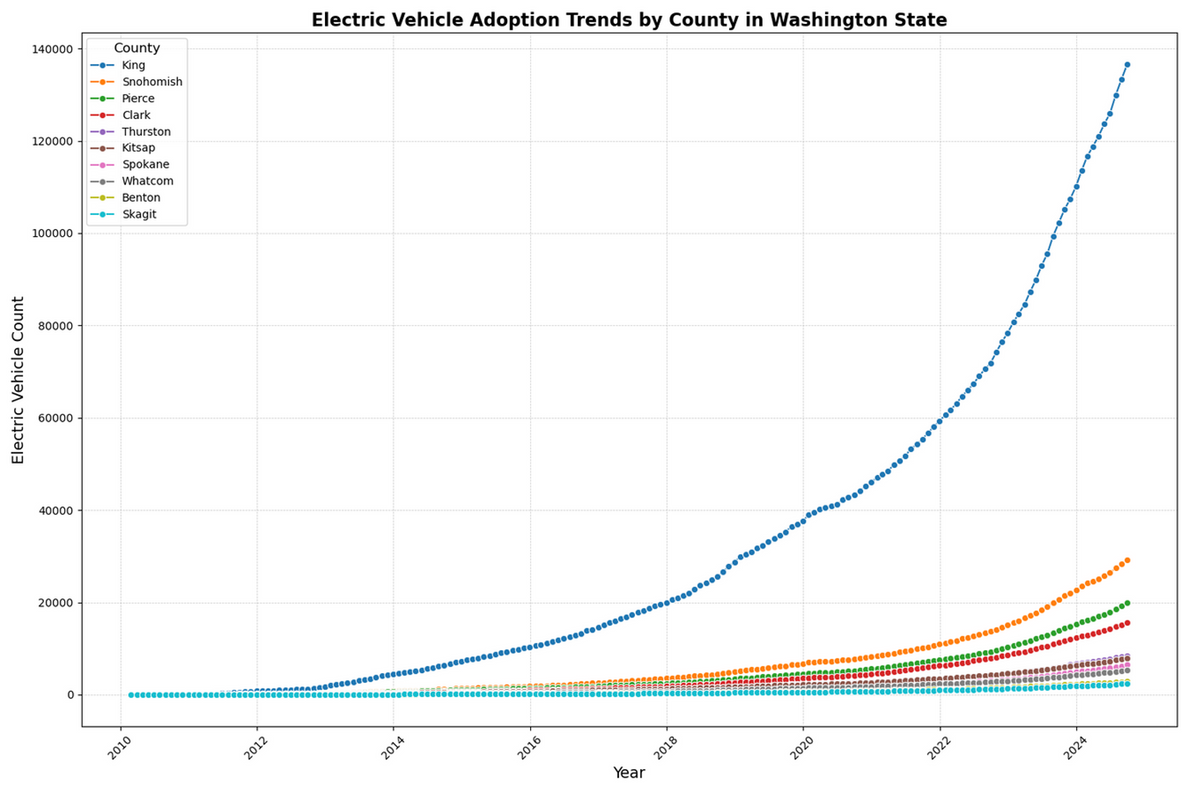 Electric Vehicle Adoption Trends by County in Washington State
County
King
Snohomish
Pierce
Clark
Thurston
Kitsap
Spokane
Whatcom
Benton
Skagit
Electric Vehicle Count
140000
120000
100000
80000
60000
40000
20000
0
2010
2012
2014
2016
2018
2020
2022
2024
Year